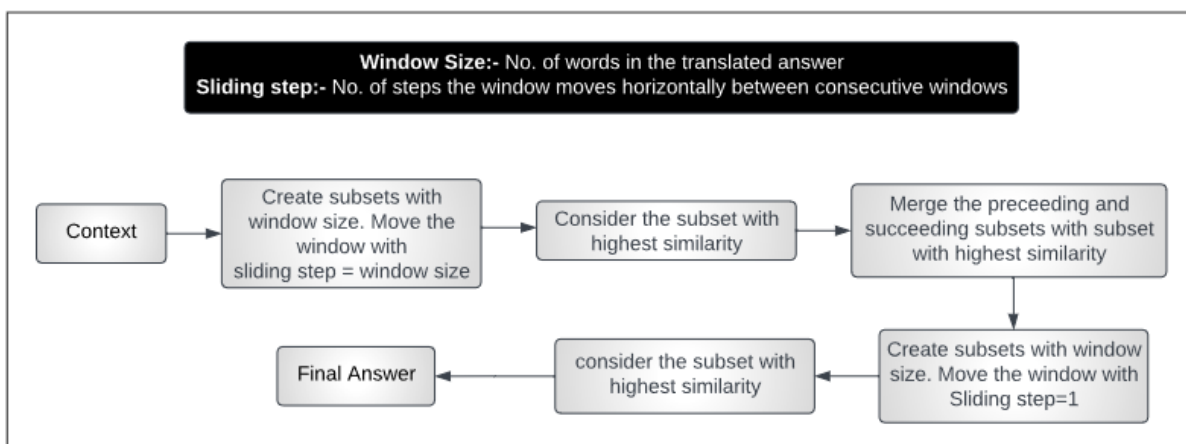 Window Size:- No. of words in the translated answer
Sliding step:- No. of steps the window moves horizontally between consecutive windows
Context
Create subsets with
window size. Move the
window with
sliding step = window size
Consider the subset with
highest similarity
Merge the preceeding and
succeeding subsets with subset
with highest similarity
Create subsets with window
size. Move the window with
Sliding step=1
consider the subset with
highest similarity
Final Answer